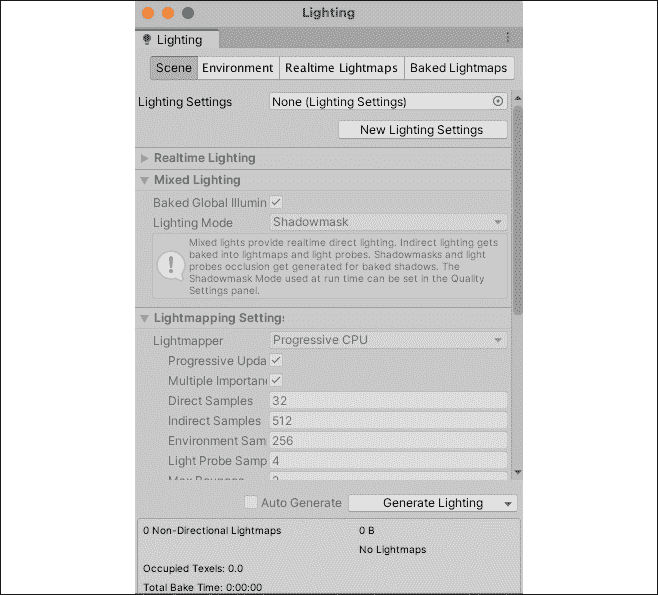 Lighting
Lighting
Scene Environment Realtime Lightmaps Baked Lightmaps
Lighting Settings None (Lighting Settings)
New Lighting Settings
Realtime Lighting
Mixed Lighting
Baked Global Illumin
Lighting Mode Shadowmask
Mixed lights provide realtime direct lighting. Indirect lighting gets
baked into lightmaps and light probes. Shadowmasks and light
probes occlusion get generated for baked shadows. The
Shadowmask Mode used at run time can be set in the Quality
Settings panel.
Lightmapping Setting
Lightmapper Progressive CPU
Progressive Upda
Multiple Importan
Direct Samples 32
Indirect Samples 512
Environment Sam 256
Light Probe Samp 4
Max Bounces 2
Auto Generate Generate Lighting
0 Non-Directional Lightmaps 0 B
No Lightmaps
Occupied Texels: 0.0
Total Bake Time: 0:00:00